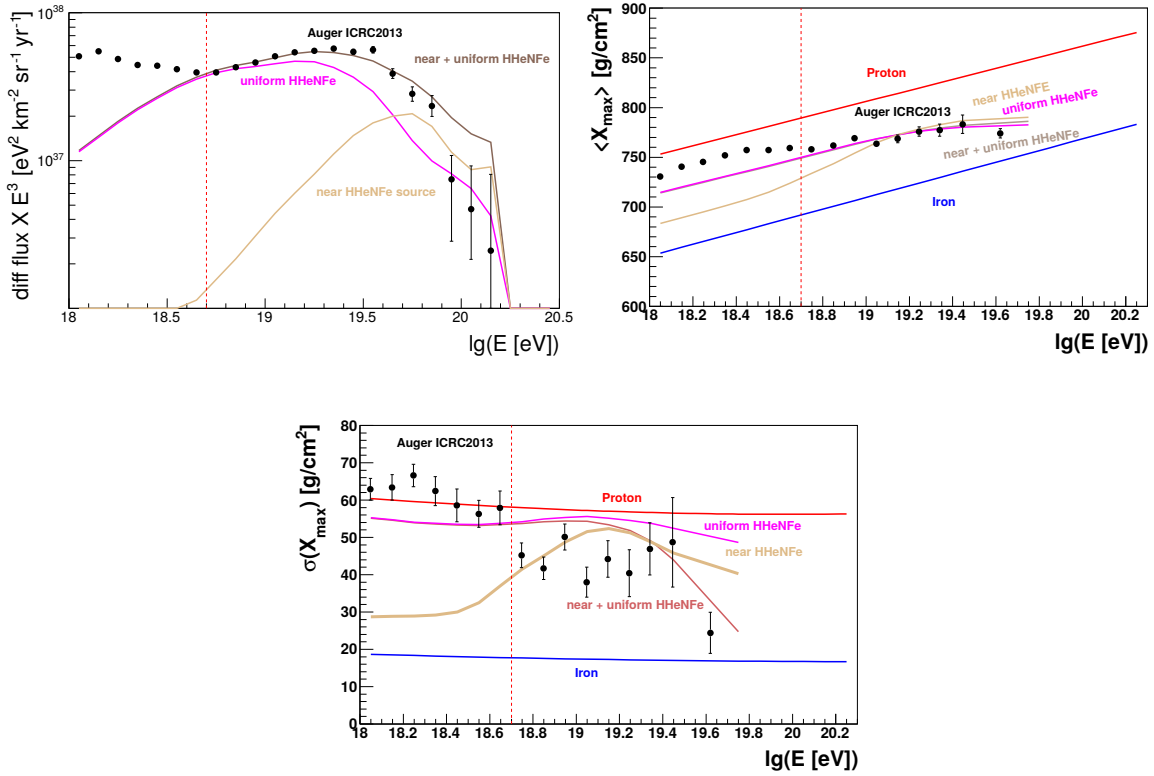 diff flux X E³ [eV² km⁻² sr⁻¹ yr⁻¹]
10³⁸
10³⁷
Auger ICRC2013
near + uniform HHeNFe
uniform HHeNFe
near HHeNFe source
18 18.5 19 19.5 20 20.5
lg(E [eV])
<X_max> [g/cm²]
900
850
800
750
700
650
600
Proton
near HHeNFE
Auger ICRC2013
uniform HHeNFe
near + uniform HHeNFe
Iron
18 18.2 18.4 18.6 18.8 19 19.2 19.4 19.6 19.8 20 20.2
lg(E [eV])
σ(X_max) [g/cm²]
80
70
60
50
40
30
20
10
0
Auger ICRC2013
Proton
uniform HHeNFe
near HHeNFe
near + uniform HHeNFe
Iron
18 18.2 18.4 18.6 18.8 19 19.2 19.4 19.6 19.8 20 20.2
lg(E [eV])